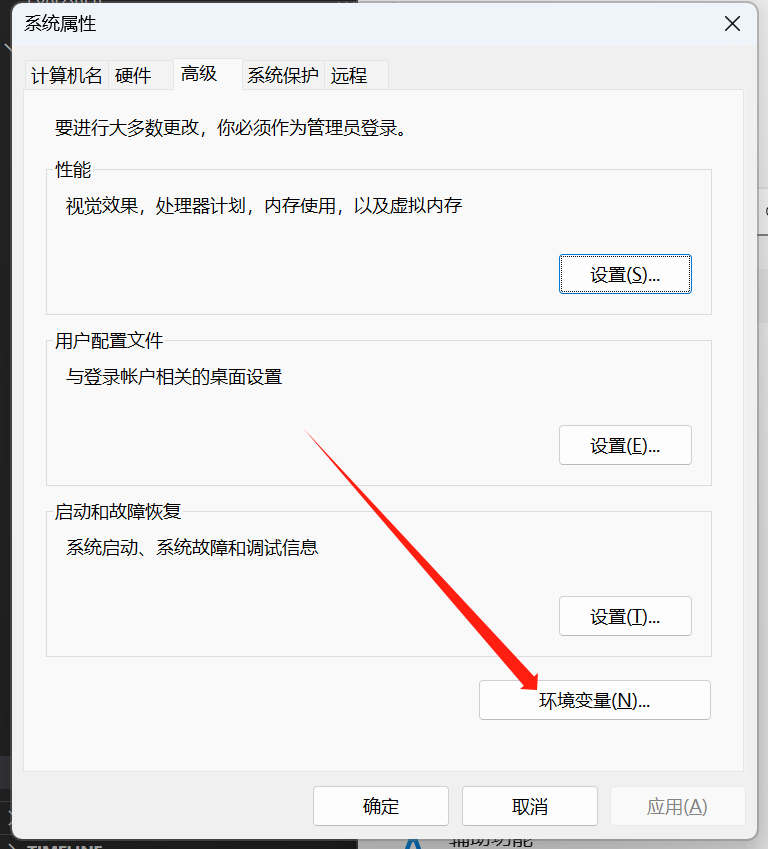 系统属性
计算机名 硬件 高级 系统保护 远程
要进行大多数更改，你必须作为管理员登录。
性能
视觉效果，处理器计划，内存使用，以及虚拟内存
设置(S)...
用户配置文件
与登录帐户相关的桌面设置
设置(E)...
启动和故障恢复
系统启动、系统故障和调试信息
设置(T)...
环境变量(N)...
确定 取消 应用(A)
辅助功能
TIMELINE